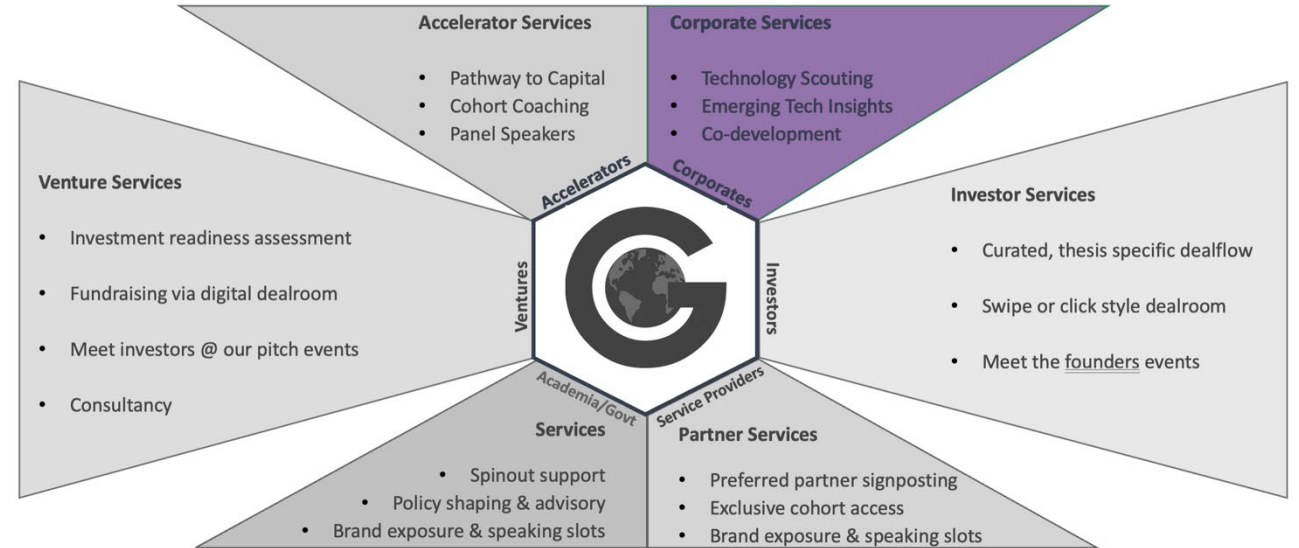 Accelerator Services
• Pathway to Capital
• Cohort Coaching
• Panel Speakers
Corporate Services
• Technology Scouting
• Emerging Tech Insights
• Co-development
Venture Services
• Investment readiness assessment
• Fundraising via digital dealroom
• Meet investors @ our pitch events
• Consultancy
Accelerators
Corporates
Ventures
Investors
Academia/Govt
Service Providers
Investor Services
• Curated, thesis specific dealflow
• Swipe or click style dealroom
• Meet the founders events
Services
• Spinout support
• Policy shaping & advisory
• Brand exposure & speaking slots
Partner Services
• Preferred partner signposting
• Exclusive cohort access
• Brand exposure & speaking slots